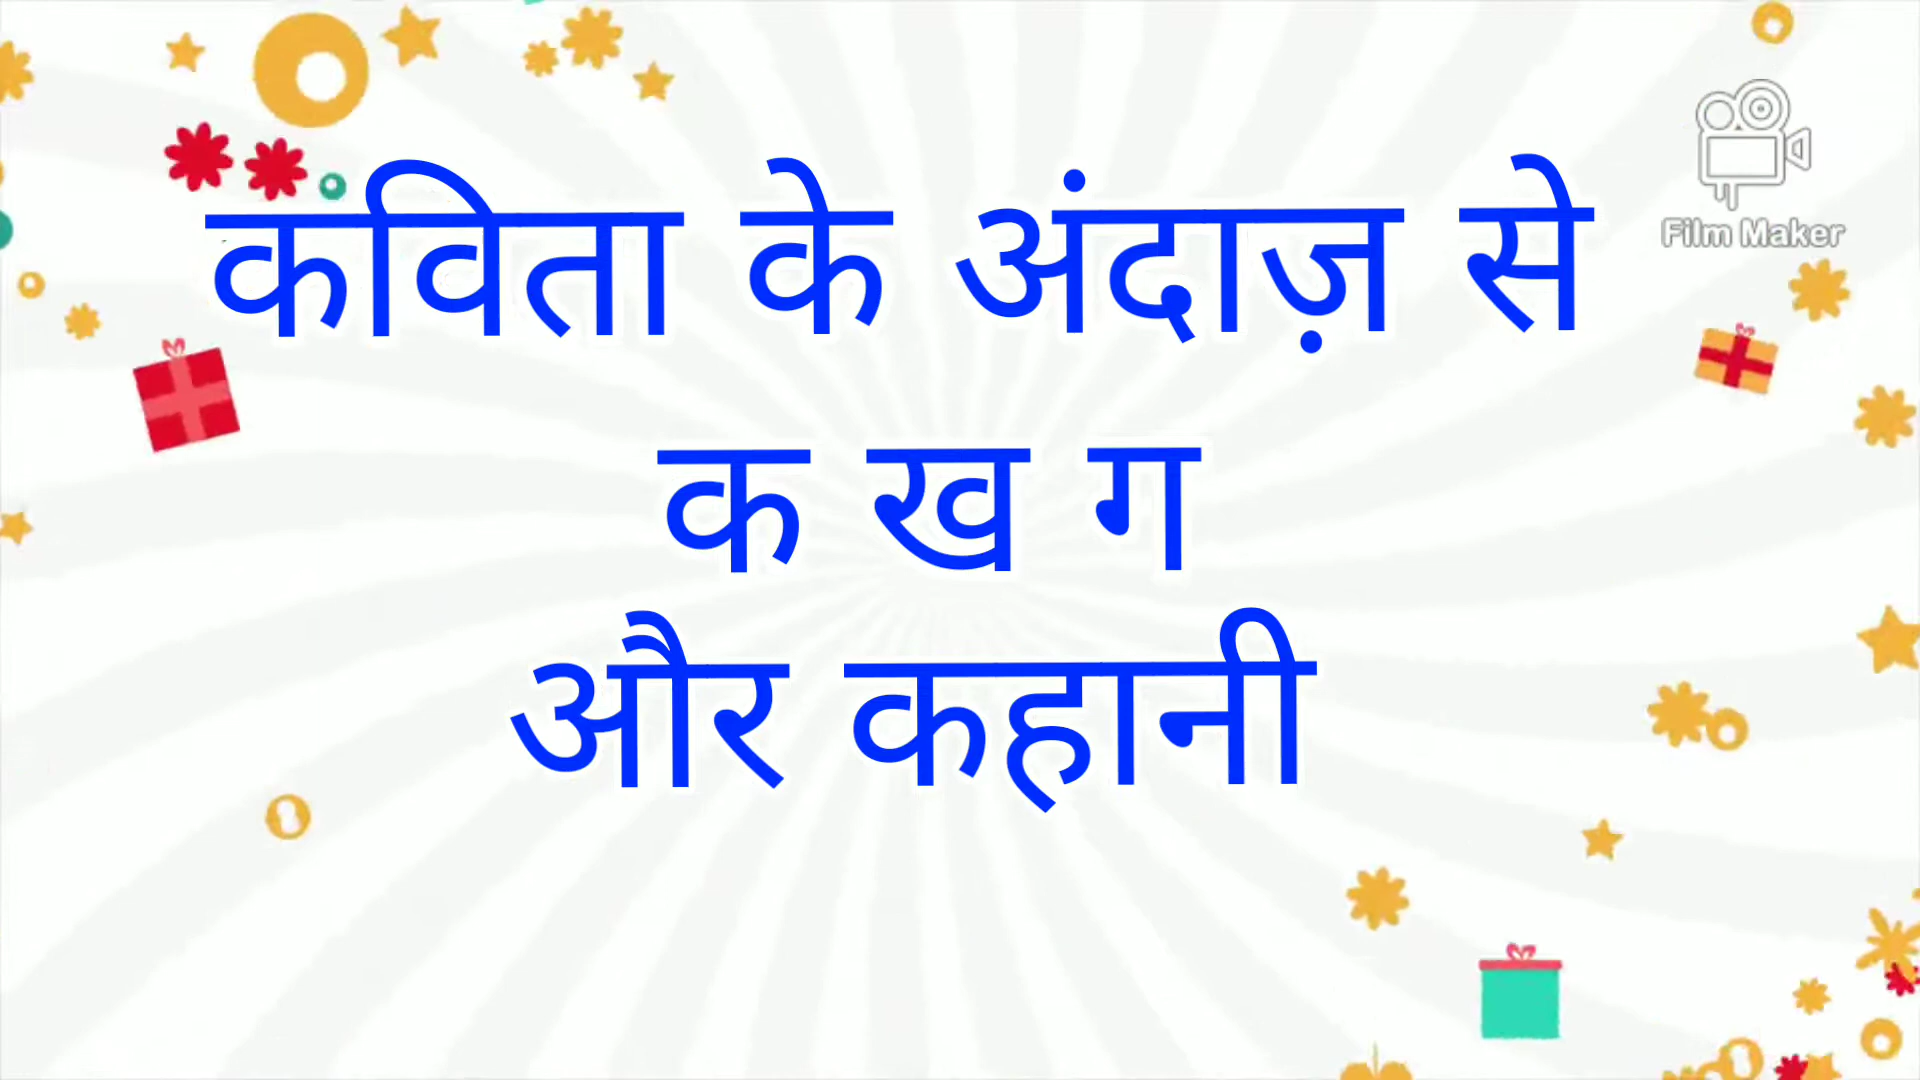 कविता के अंदाज़ से
Film Maker
क ख ग
और कहानी